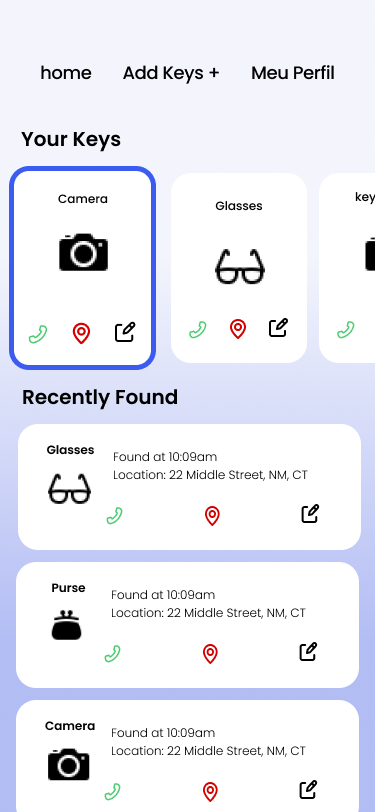 home Add Keys + Meu Perfil
Your Keys
Camera
Glasses
key
Recently Found
Glasses
Found at 10:09am
Location: 22 Middle Street, NM, CT
Purse
Found at 10:09am
Location: 22 Middle Street, NM, CT
Camera
Found at 10:09am
Location: 22 Middle Street, NM, CT